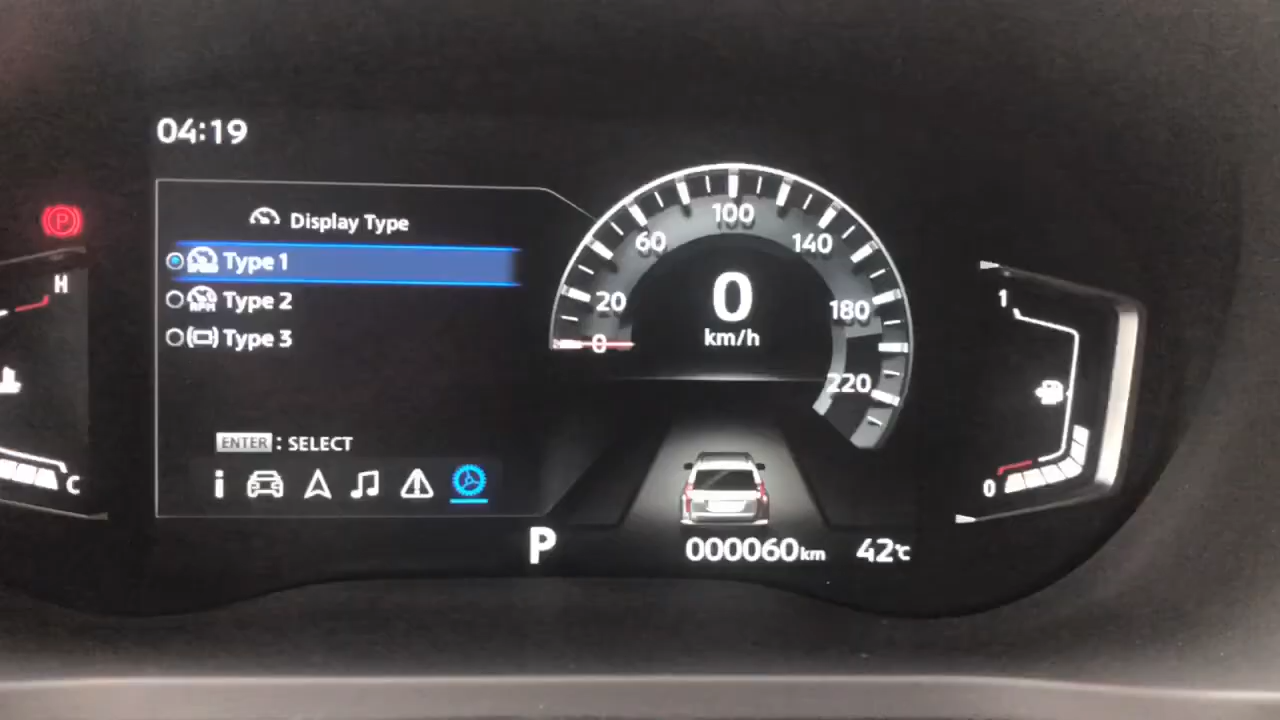 04:19
P
H
C
Display Type
Type 1
RPM Type 2
Type 3
ENTER : SELECT
i
0
20
60
100
140
180
220
0
km/h
1
0
P
000060km
42℃